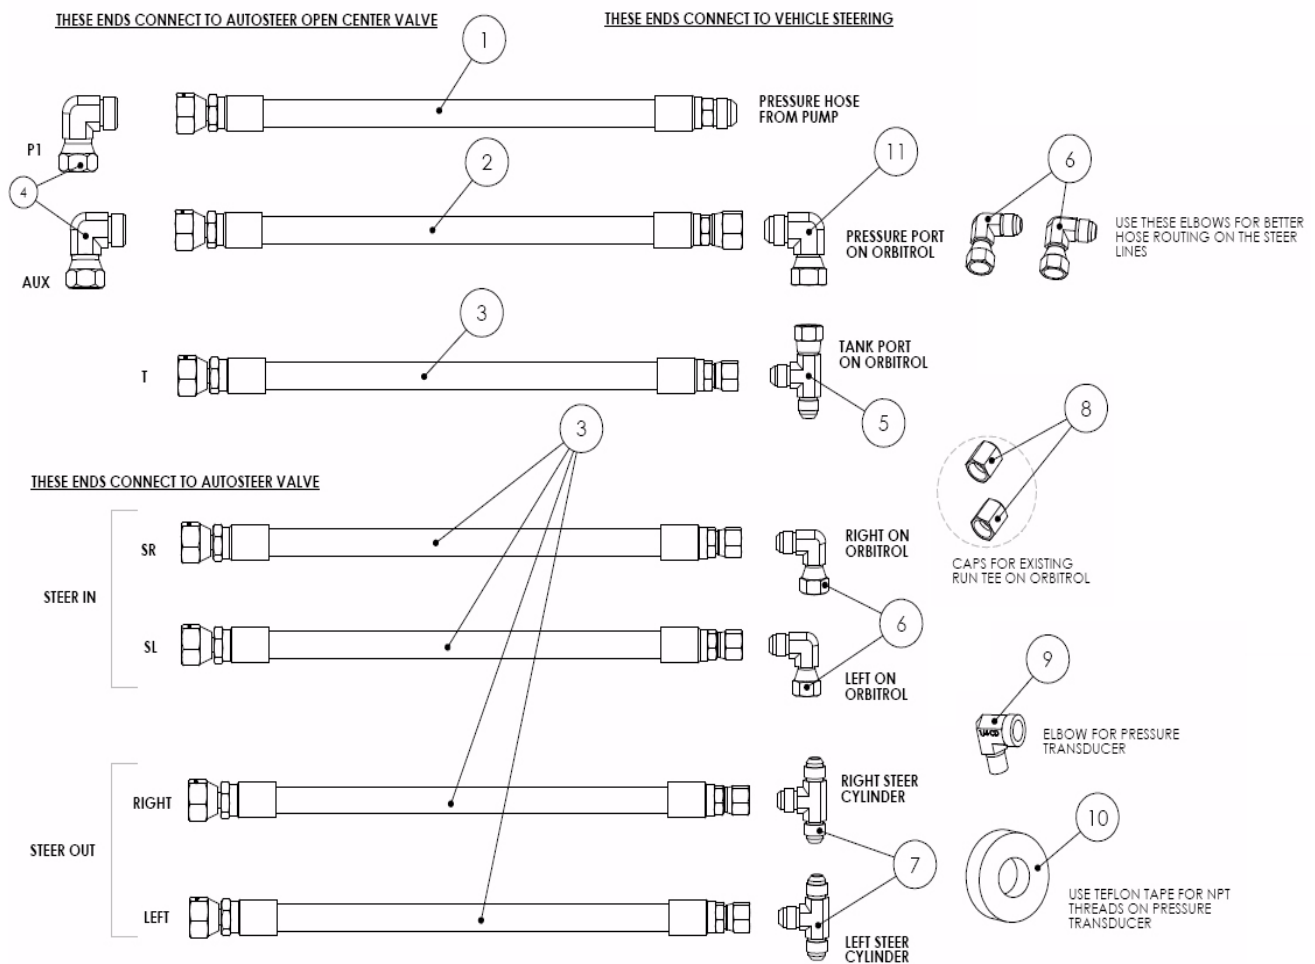 THESE ENDS CONNECT TO AUTOSTEER OPEN CENTER VALVE
THESE ENDS CONNECT TO VEHICLE STEERING
1
PRESSURE HOSE
FROM PUMP
P1
4
2
11
6
PRESSURE PORT
ON ORBITROL
USE THESE ELBOWS FOR BETTER
HOSE ROUTING ON THE STEER
LINES
AUX
3
TANK PORT
ON ORBITROL
T
5
8
3
THESE ENDS CONNECT TO AUTOSTEER VALVE
SR
RIGHT ON
ORBITROL
CAPS FOR EXISTING
RUN TEE ON ORBITROL
STEER IN
6
SL
LEFT ON
ORBITROL
9
ELBOW FOR PRESSURE
TRANSDUCER
RIGHT
RIGHT STEER
CYLINDER
10
STEER OUT
7
USE TEFLON TAPE FOR NPT
THREADS ON PRESSURE
TRANSDUCER
LEFT
LEFT STEER
CYLINDER